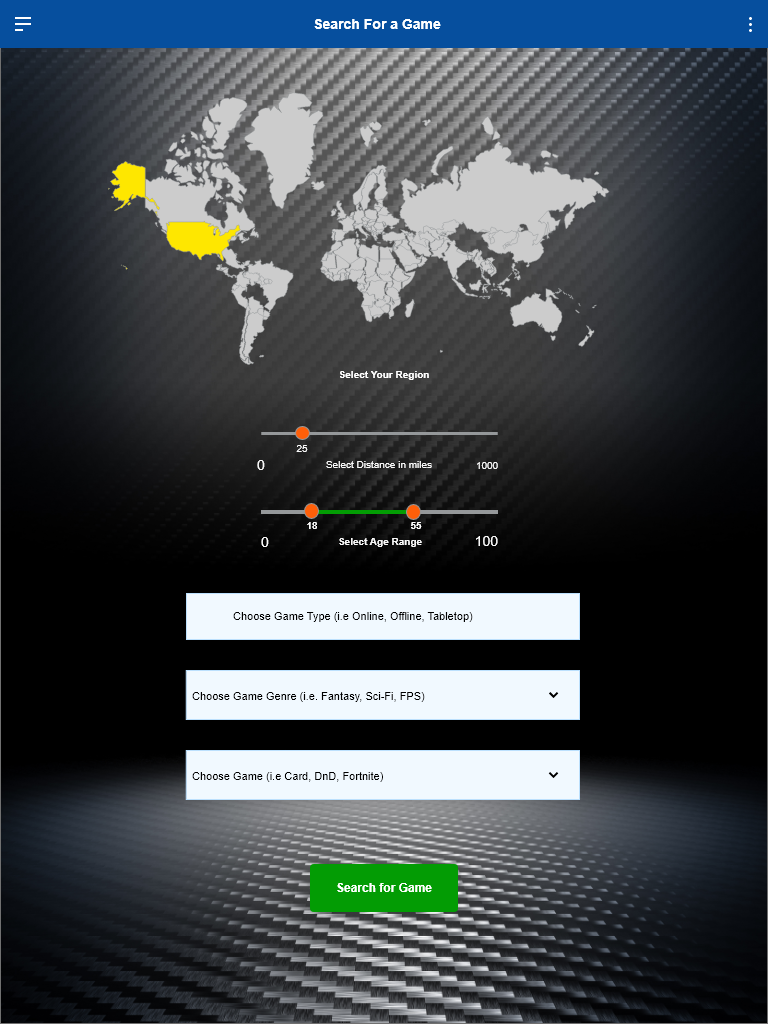 Search For a Game
Select Your Region
25
0 Select Distance in miles 1000
18 55
0 Select Age Range 100
Choose Game Type (i.e Online, Offline, Tabletop)
Choose Game Genre (i.e. Fantasy, Sci-Fi, FPS)
Choose Game (i.e Card, DnD, Fortnite)
Search for Game